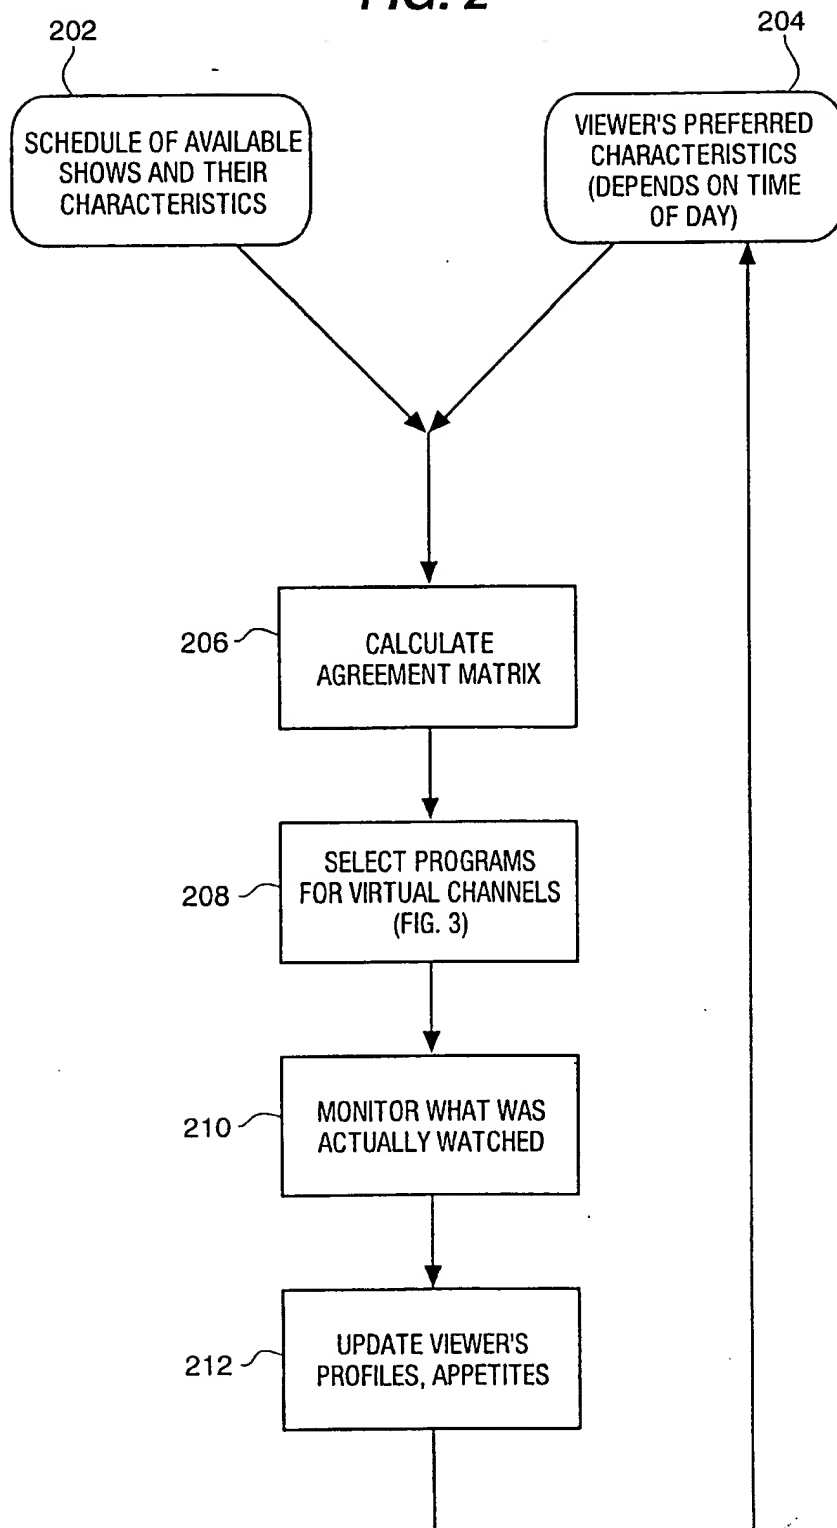 FIG. 2
202
204
SCHEDULE OF AVAILABLE
SHOWS AND THEIR
CHARACTERISTICS
VIEWER'S PREFERRED
CHARACTERISTICS
(DEPENDS ON TIME
OF DAY)
206
CALCULATE
AGREEMENT MATRIX
208
SELECT PROGRAMS
FOR VIRTUAL CHANNELS
(FIG. 3)
210
MONITOR WHAT WAS
ACTUALLY WATCHED
212
UPDATE VIEWER'S
PROFILES, APPETITES